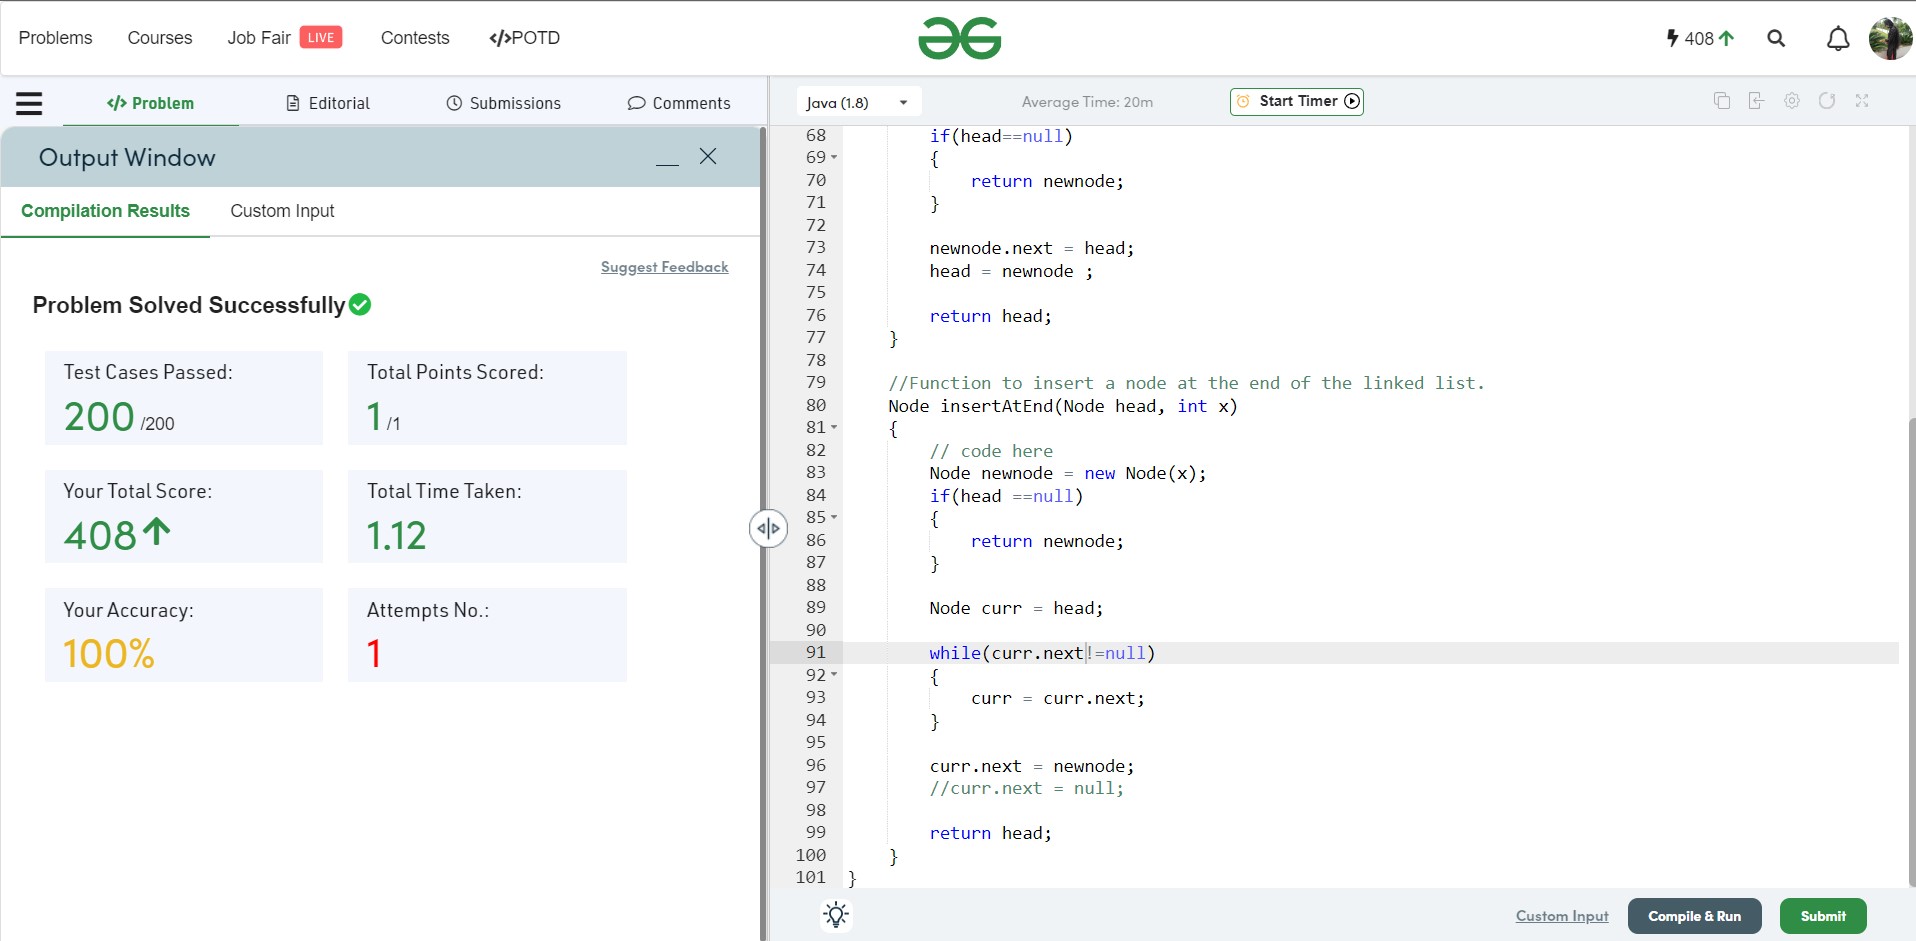 Problems Courses Job Fair LIVE Contests </>POTD 408
</> Problem Editorial Submissions Comments
Output Window
Compilation Results Custom Input
Suggest Feedback
Problem Solved Successfully
Test Cases Passed: Total Points Scored:
200 /200 1 /1
Your Total Score: Total Time Taken:
408 1.12
Your Accuracy: Attempts No.:
100% 1
Java (1.8) Average Time: 20m Start Timer
68 if(head==null)
69 {
70 return newnode;
71 }
72
73 newnode.next = head;
74 head = newnode ;
75
76 return head;
77 }
78
79 //Function to insert a node at the end of the linked list.
80 Node insertAtEnd(Node head, int x)
81 {
82 // code here
83 Node newnode = new Node(x);
84 if(head ==null)
85 {
86 return newnode;
87 }
88
89 Node curr = head;
90
91 while(curr.next!=null)
92 {
93 curr = curr.next;
94 }
95
96 curr.next = newnode;
97 //curr.next = null;
98
99 return head;
100 }
101 }
Custom Input Compile & Run Submit